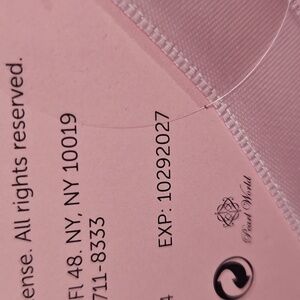 ense. All rights reserved.
Fl 48. NY, NY 10019
711-8333
EXP: 10292027
Pearl World